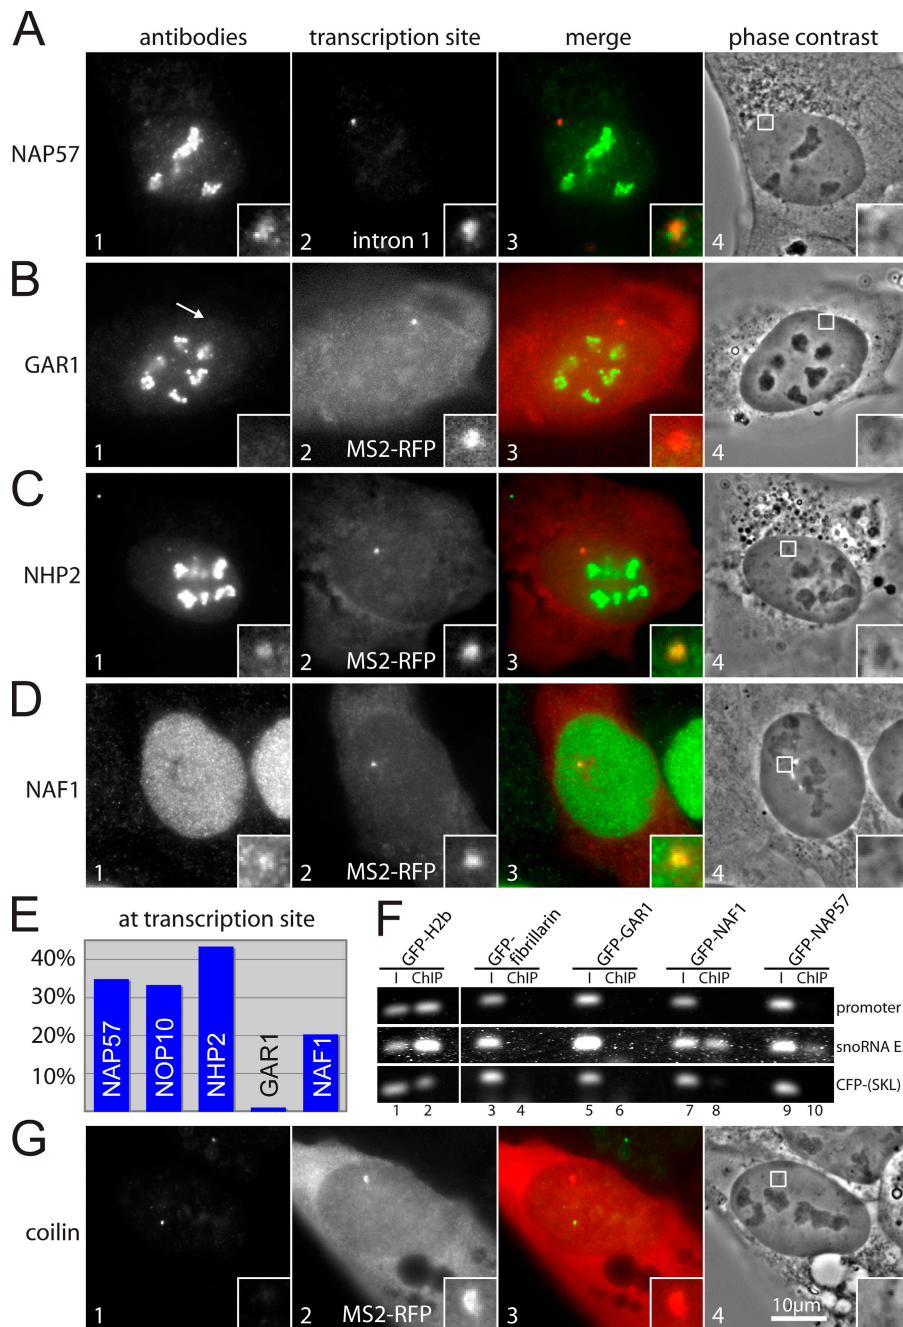 A
antibodies transcription site merge phase contrast
NAP57
1 2 intron 1 3 4
B
GAR1
1 2 MS2-RFP 3 4
C
NHP2
1 2 MS2-RFP 3 4
D
NAF1
1 2 MS2-RFP 3 4
E
at transcription site
40%
30%
20%
10%
NAP57 NOP10 NHP2 GAR1 NAF1
F
GFP-H2b GFP-fibrillarin GFP-GAR1 GFP-NAF1 GFP-NAP57
I ChIP I ChIP I ChIP I ChIP I ChIP
promoter
snoRNA E
CFP-(SKL)
1 2 3 4 5 6 7 8 9 10
G
coilin
1 2 MS2-RFP 3 4
10µm